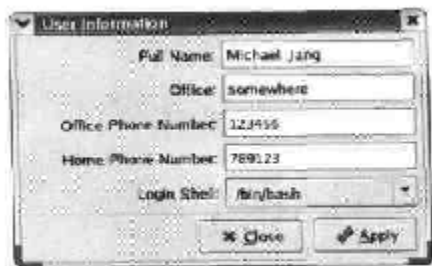 User Information
Full Name: Michael Jang
Office: somewhere
Office Phone Number: 123456
Home Phone Number: 789123
Login Shell: /bin/bash
Close Apply